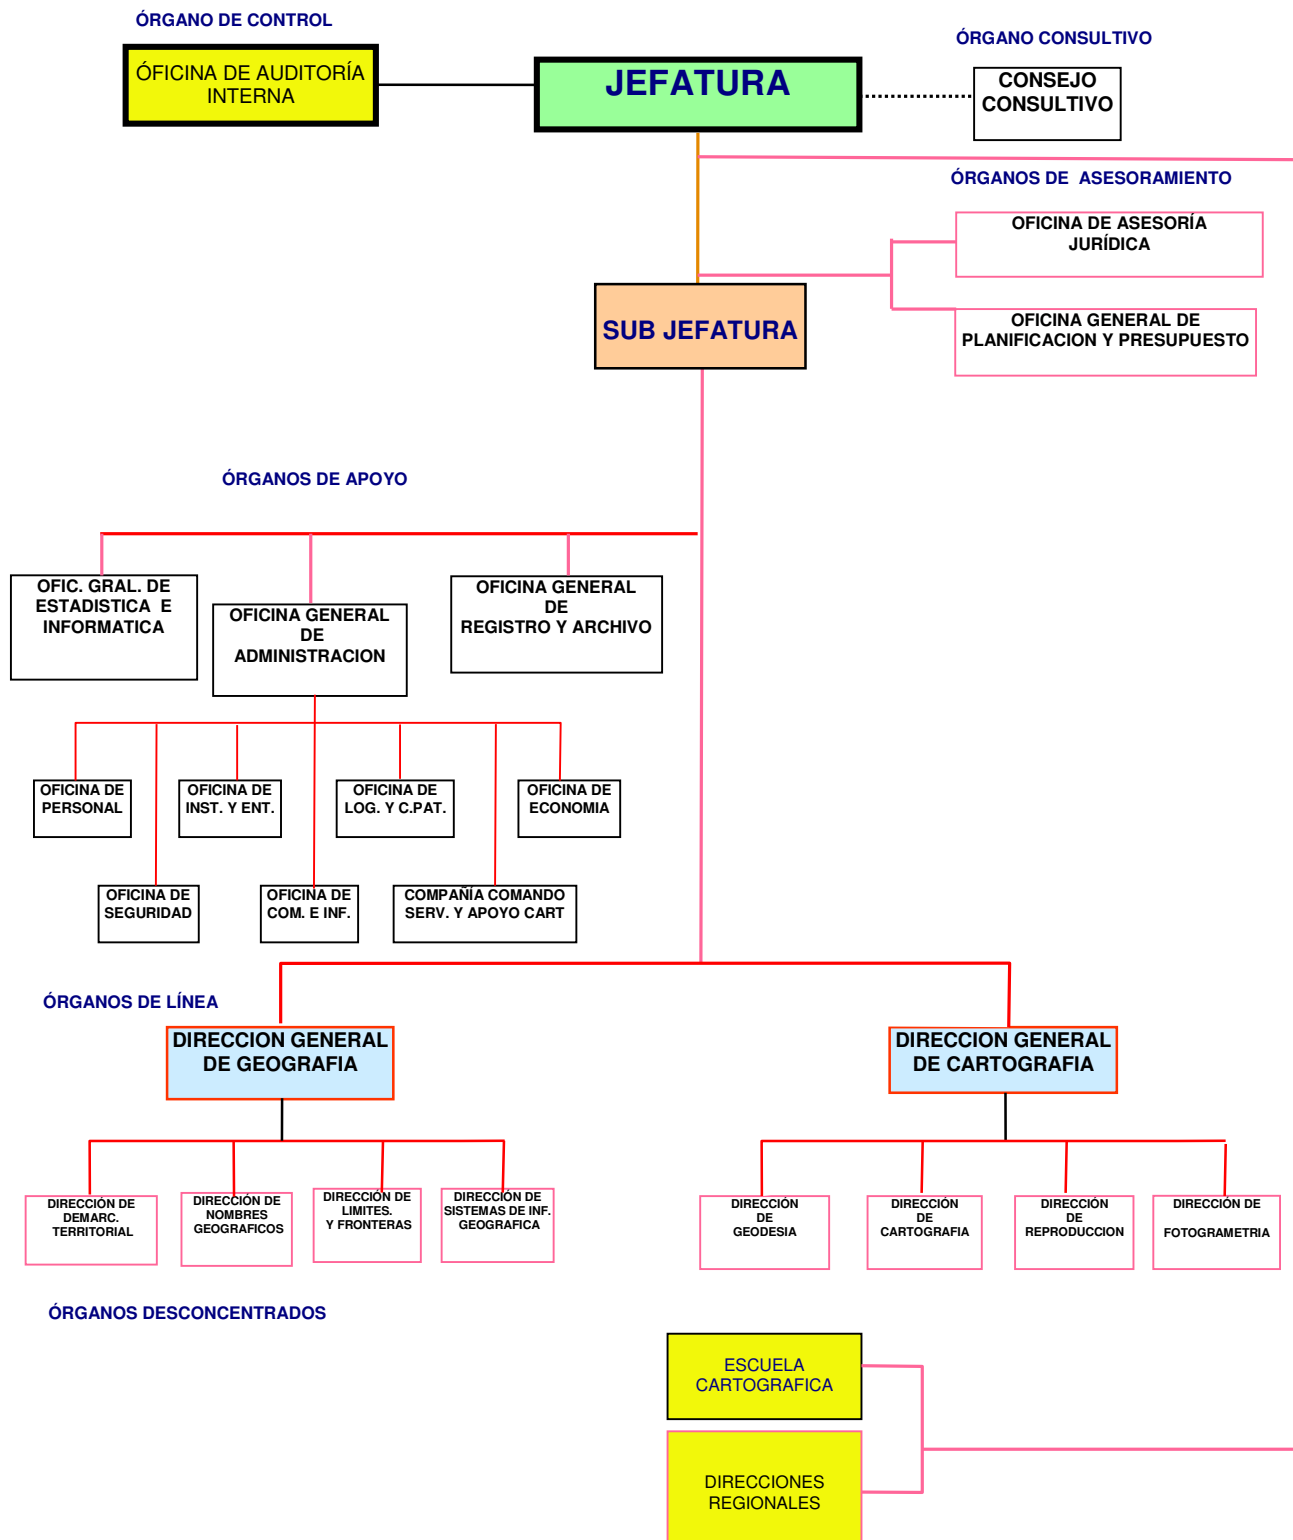 ÓRGANO DE CONTROL
ÓFICINA DE AUDITORÍA
INTERNA
JEFATURA
ÓRGANO CONSULTIVO
CONSEJO
CONSULTIVO
ÓRGANOS DE ASESORAMIENTO
OFICINA DE ASESORÍA
JURÍDICA
SUB JEFATURA
OFICINA GENERAL DE
PLANIFICACION Y PRESUPUESTO
ÓRGANOS DE APOYO
OFIC. GRAL. DE
ESTADISTICA E
INFORMATICA
OFICINA GENERAL
DE
ADMINISTRACION
OFICINA GENERAL
DE
REGISTRO Y ARCHIVO
OFICINA DE
PERSONAL
OFICINA DE
INST. Y ENT.
OFICINA DE
LOG. Y C.PAT.
OFICINA DE
ECONOMIA
OFICINA DE
SEGURIDAD
OFICINA DE
COM. E INF.
COMPAÑÍA COMANDO
SERV. Y APOYO CART
ÓRGANOS DE LÍNEA
DIRECCION GENERAL
DE GEOGRAFIA
DIRECCION GENERAL
DE CARTOGRAFIA
DIRECCIÓN DE
DEMARC.
TERRITORIAL
DIRECCIÓN DE
NOMBRES
GEOGRAFICOS
DIRECCIÓN DE
LIMITES.
Y FRONTERAS
DIRECCIÓN DE
SISTEMAS DE INF.
GEOGRAFICA
DIRECCIÓN
DE
GEODESIA
DIRECCIÓN
DE
CARTOGRAFIA
DIRECCIÓN
DE
REPRODUCCION
DIRECCIÓN DE
FOTOGRAMETRIA
ÓRGANOS DESCONCENTRADOS
ESCUELA
CARTOGRAFICA
DIRECCIONES
REGIONALES